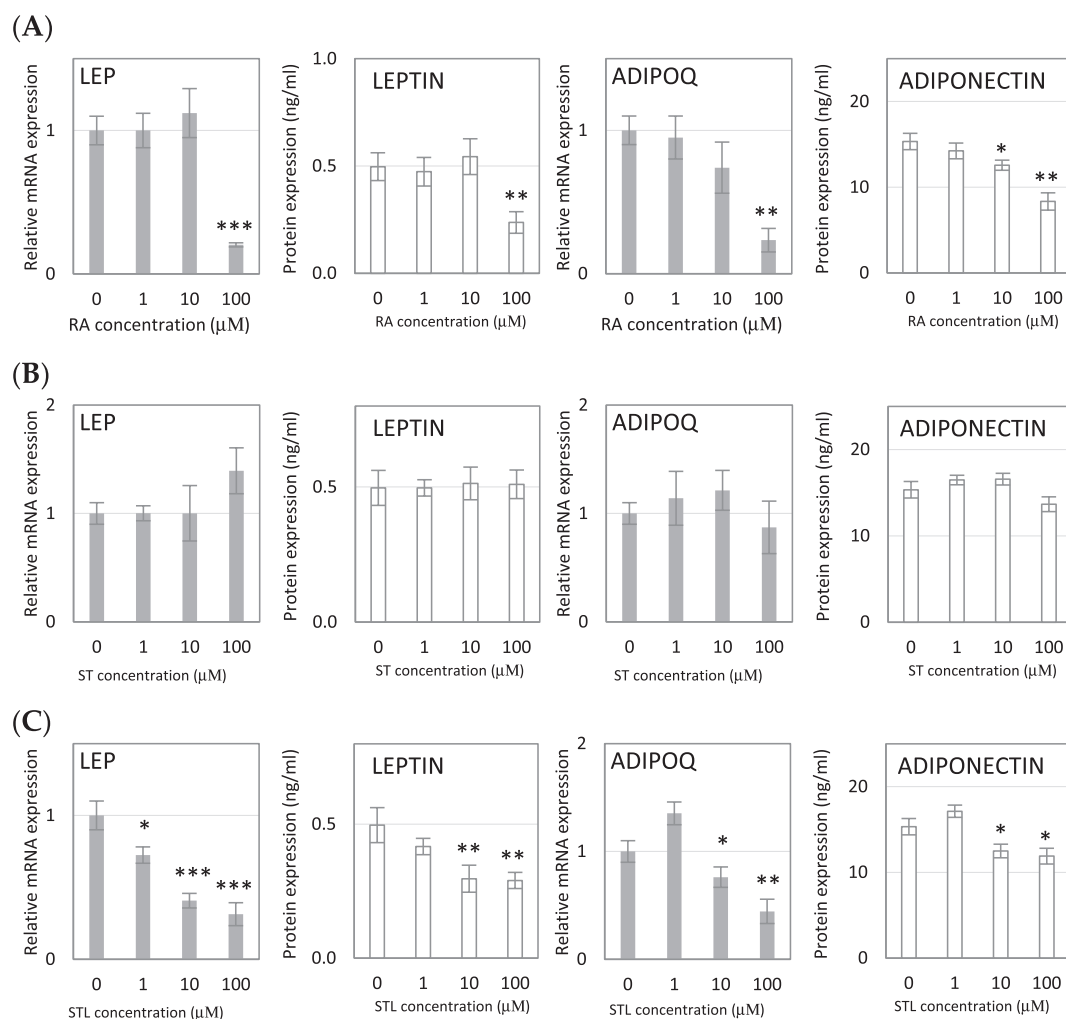 (A)
LEP
Relative mRNA expression
1
0
0 1 10 100
RA concentration (µM)
***
LEPTIN
Protein expression (ng/ml)
1.0
0.5
0.0
0 1 10 100
RA concentration (µM)
**
ADIPOQ
Relative mRNA expression
1
0
0 1 10 100
RA concentration (µM)
**
ADIPONECTIN
Protein expression (ng/ml)
20
10
0
0 1 10 100
RA concentration (µM)
*
**
(B)
LEP
Relative mRNA expression
2
1
0
0 1 10 100
ST concentration (µM)
LEPTIN
Protein expression (ng/ml)
0.5
0.0
0 1 10 100
ST concentration (µM)
ADIPOQ
Relative mRNA expression
2
1
0
0 1 10 100
ST concentration (µM)
ADIPONECTIN
Protein expression (ng/ml)
20
10
0
0 1 10 100
ST concentration (µM)
(C)
LEP
Relative mRNA expression
1
0
0 1 10 100
STL concentration (µM)
*
***
***
LEPTIN
Protein expression (ng/ml)
0.5
0.0
0 1 10 100
STL concentration (µM)
**
**
ADIPOQ
Relative mRNA expression
2
1
0
0 1 10 100
STL concentration (µM)
*
**
ADIPONECTIN
Protein expression (ng/ml)
20
10
0
0 1 10 100
STL concentration (µM)
*
*